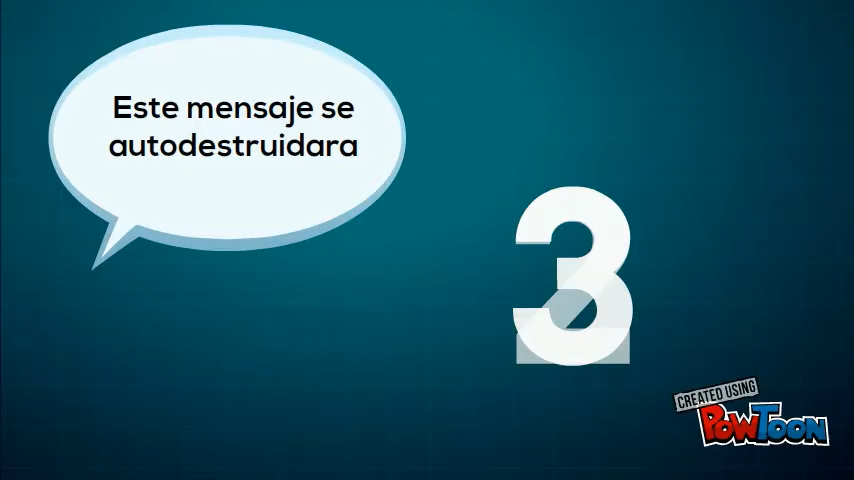 Este mensaje se
autodestruidara
3
CREATED USING
POWTOON